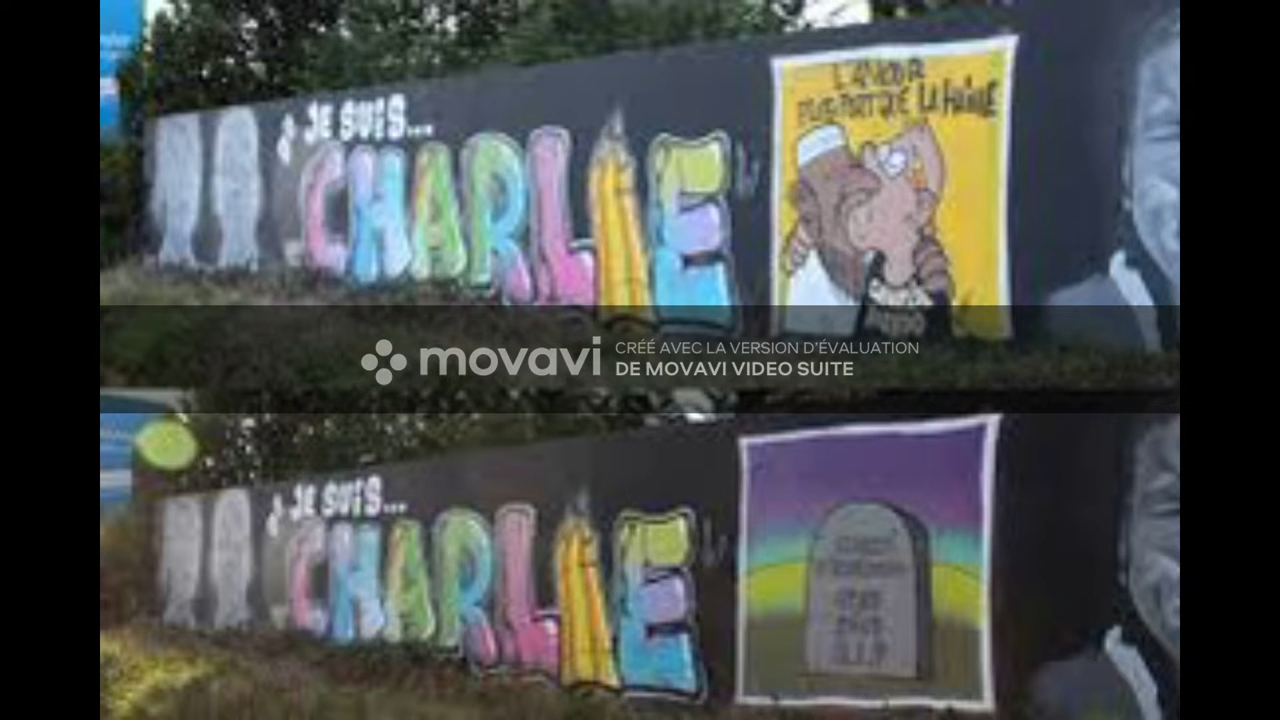 JE SUIS...
CHARLIE
L'AMOUR
PLUS FORT QUE LA HAINE
movavi
CRÉÉ AVEC LA VERSION D'ÉVALUATION
DE MOVAVI VIDEO SUITE
JE SUIS...
CHARLIE
R.I.P